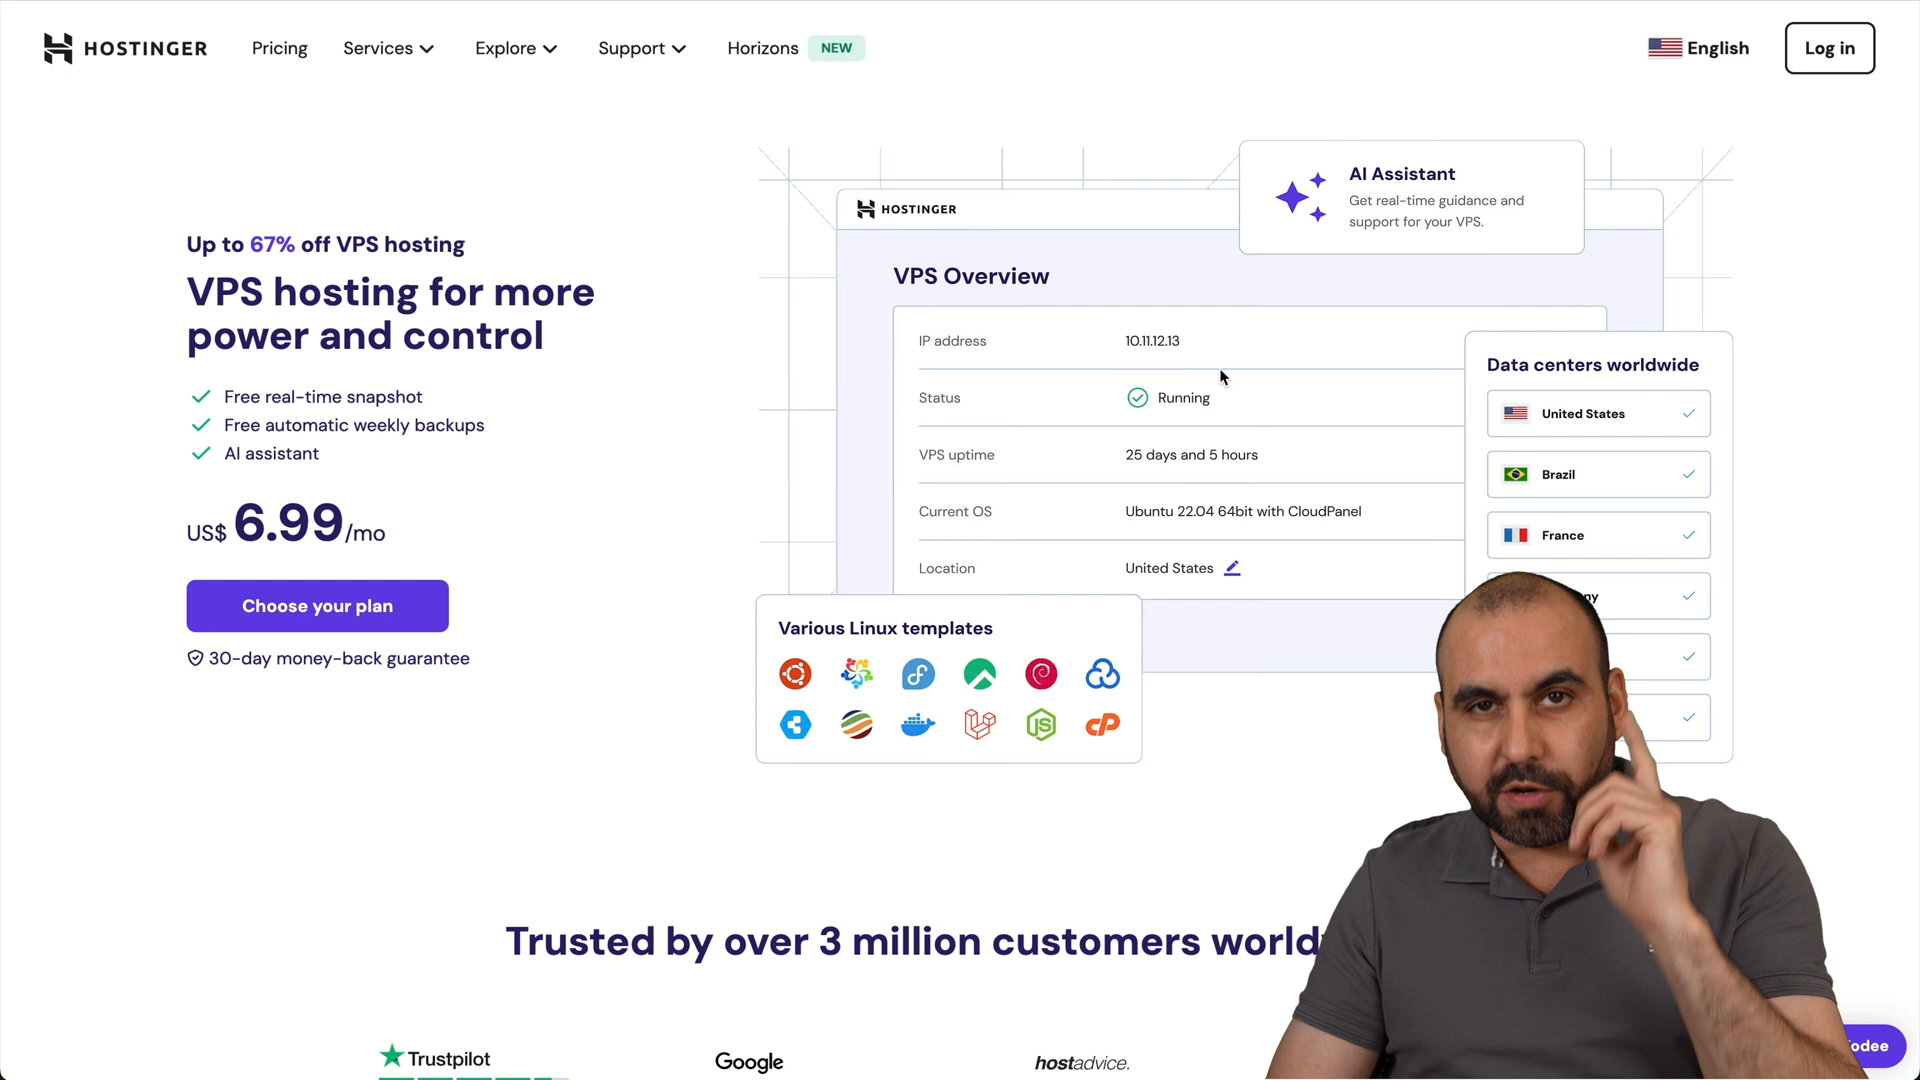 HOSTINGER
Pricing
Services
Explore
Support
Horizons
NEW
English
Log in
Up to 67% off VPS hosting
VPS hosting for more
power and control
Free real-time snapshot
Free automatic weekly backups
AI assistant
US$ 6.99/mo
Choose your plan
30-day money-back guarantee
AI Assistant
Get real-time guidance and
support for your VPS.
HOSTINGER
VPS Overview
IP address
10.11.12.13
Status
Running
VPS uptime
25 days and 5 hours
Current OS
Ubuntu 22.04 64bit with CloudPanel
Location
United States
Data centers worldwide
United States
Brazil
France
ny
Various Linux templates
JS
cP
Trusted by over 3 million customers world
Trustpilot
Google
hostadvice.
odee